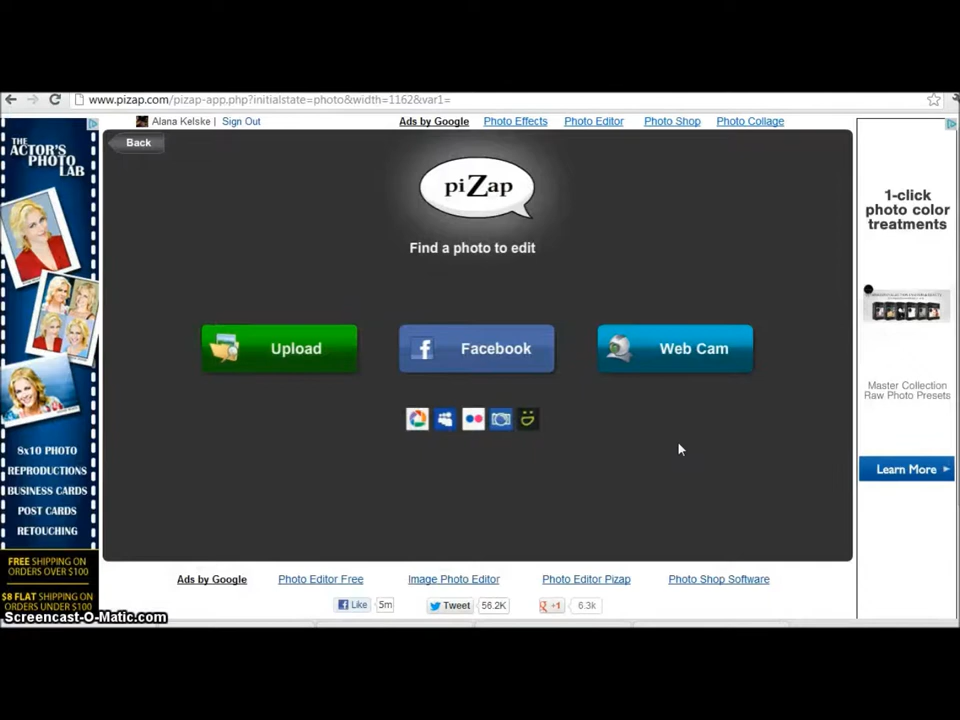 www.pizap.com/pizap-app.php?initialstate=photo&width=1162&var1=
Alana Kelske | Sign Out
Ads by Google
Photo Effects
Photo Editor
Photo Shop
Photo Collage
THE
ACTOR'S
PHOTO
LAB
8x10 PHOTO
REPRODUCTIONS
BUSINESS CARDS
POST CARDS
RETOUCHING
FREE SHIPPING ON
ORDERS OVER $100
$8 FLAT SHIPPING ON
ORDERS UNDER $100
Back
piZap
Find a photo to edit
Upload
Facebook
Web Cam
1-click
photo color
treatments
Master Collection
Raw Photo Presets
Learn More
Ads by Google
Photo Editor Free
Image Photo Editor
Photo Editor Pizap
Photo Shop Software
Like
5m
Tweet
56.2K
+1
6.3k
Screencast-O-Matic.com